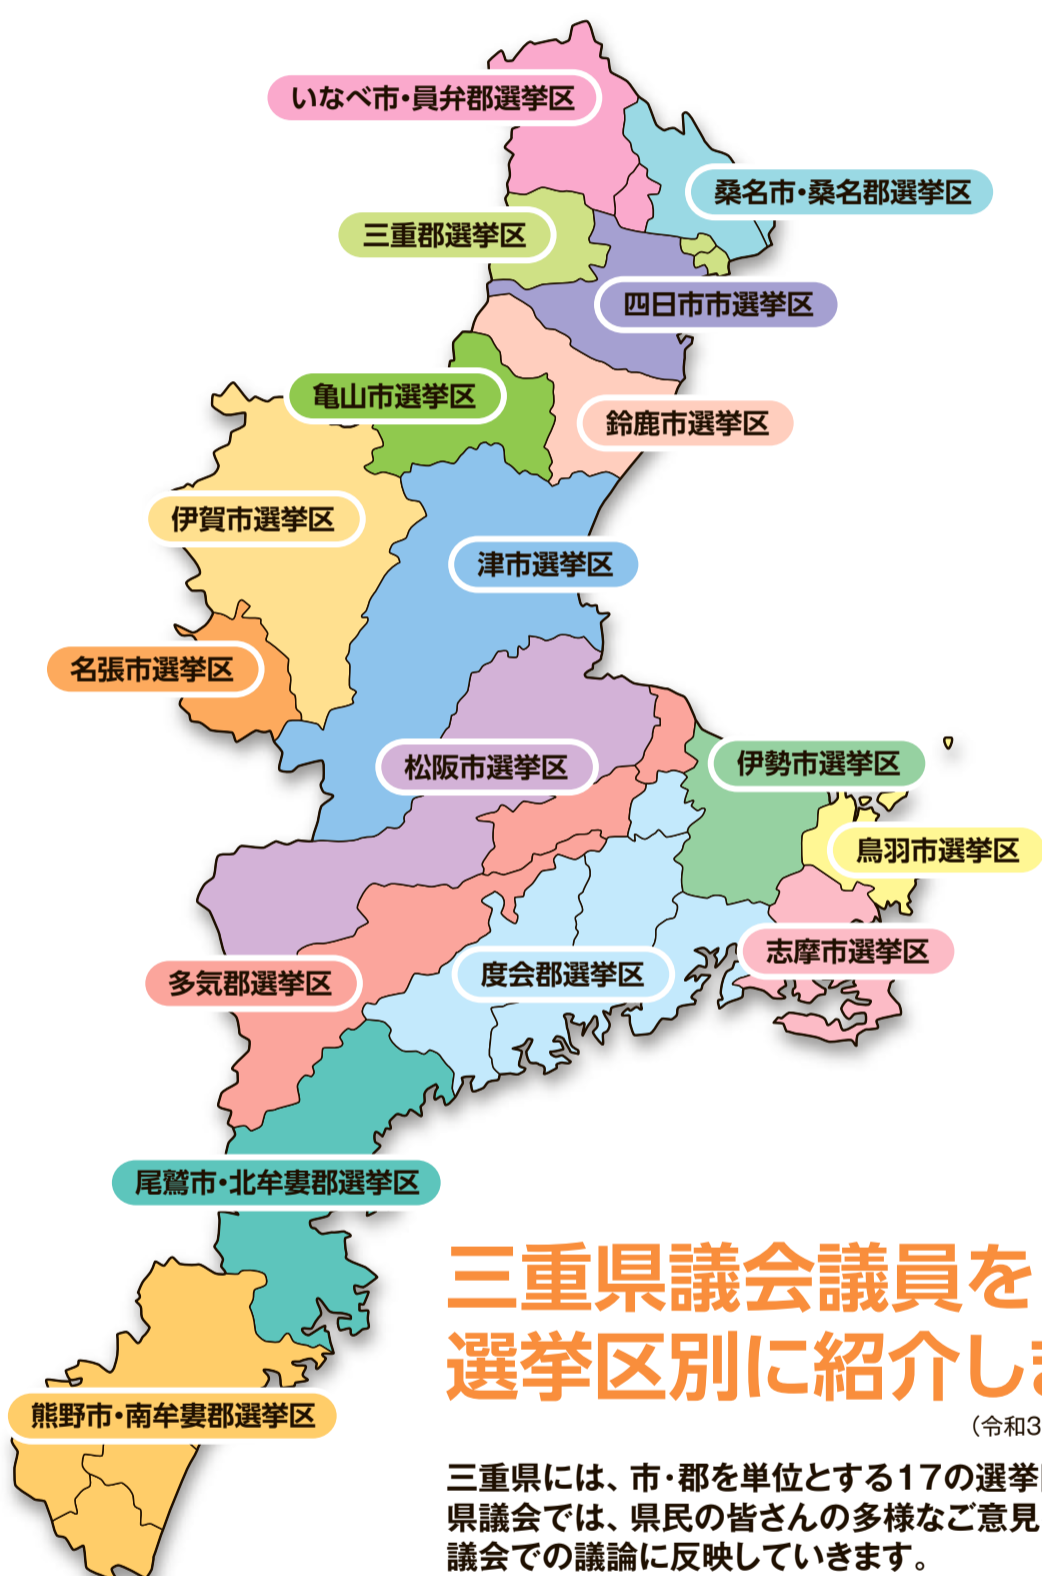 いなべ市・員弁郡選挙区
桑名市・桑名郡選挙区
三重郡選挙区
四日市市選挙区
亀山市選挙区
鈴鹿市選挙区
伊賀市選挙区
津市選挙区
名張市選挙区
松阪市選挙区
伊勢市選挙区
鳥羽市選挙区
志摩市選挙区
多気郡選挙区
度会郡選挙区
尾鷲市・北牟婁郡選挙区
熊野市・南牟婁郡選挙区
三重県議会議員を
選挙区別に紹介しま
（令和3
三重県には、市・郡を単位とする17の選挙
県議会では、県民の皆さんの多様なご意見
議会での議論に反映していきます。